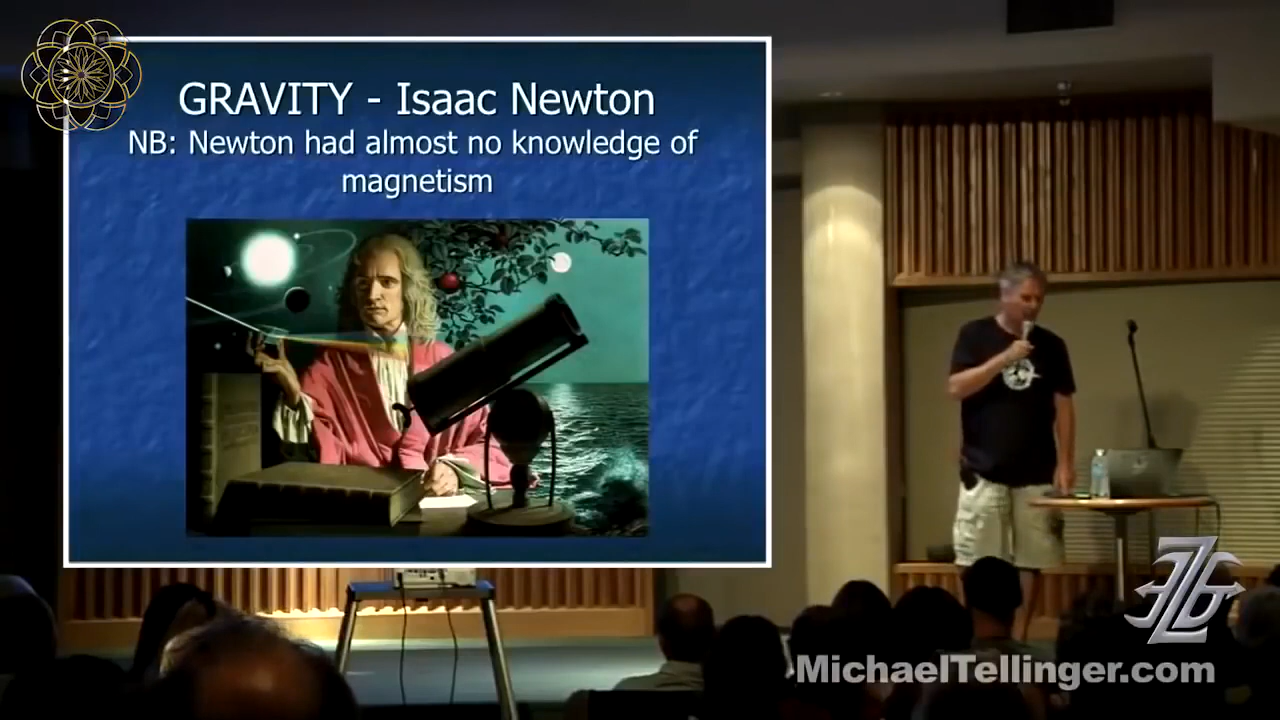 GRAVITY - Isaac Newton
NB: Newton had almost no knowledge of
magnetism
MichaelTellinger.com